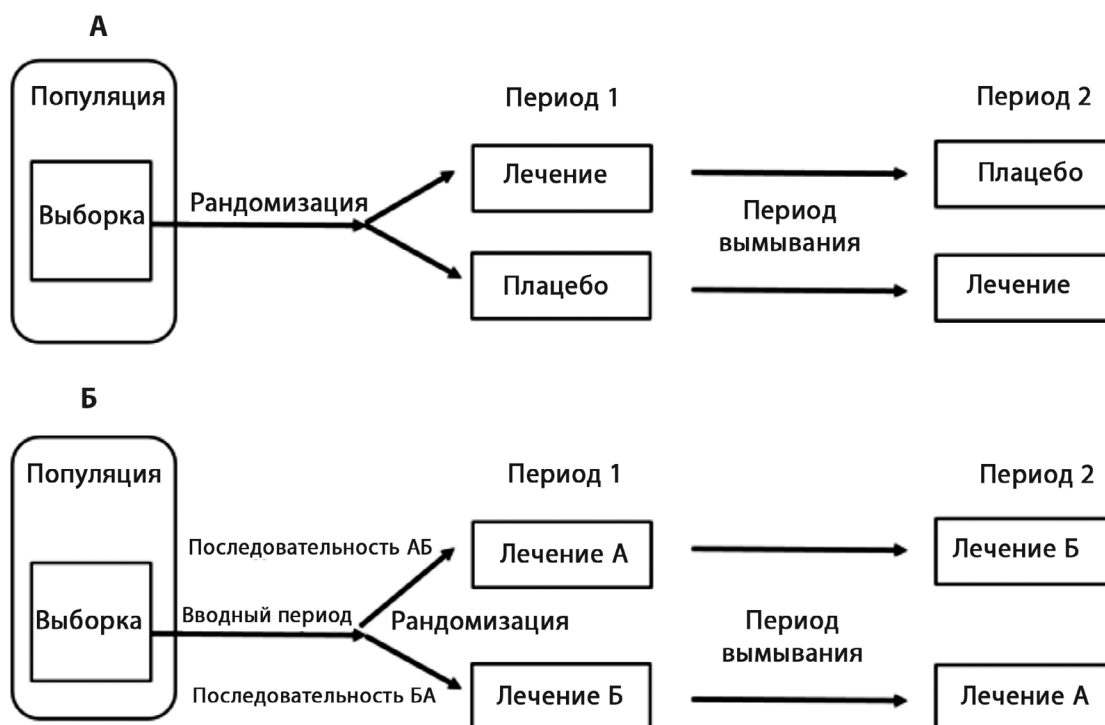 А
Популяция
Период 1
Период 2
Выборка
Рандомизация
Лечение
Плацебо
Период
вымывания
Плацебо
Лечение
Б
Популяция
Период 1
Период 2
Последовательность АБ
Лечение А
Лечение Б
Выборка
Вводный период
Рандомизация
Период
вымывания
Последовательность БА
Лечение Б
Лечение А